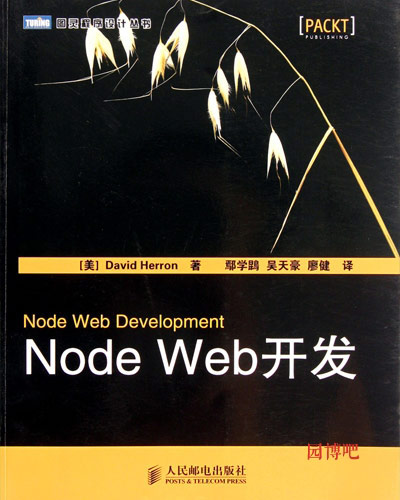 TURING 图灵程序设计丛书
[PACKT]
PUBLISHING
[美] David Herron 著 鄢学鹍 吴天豪 廖健 译
Node Web Development
Node Web开发
园博吧
人民邮电出版社
POSTS & TELECOM PRESS